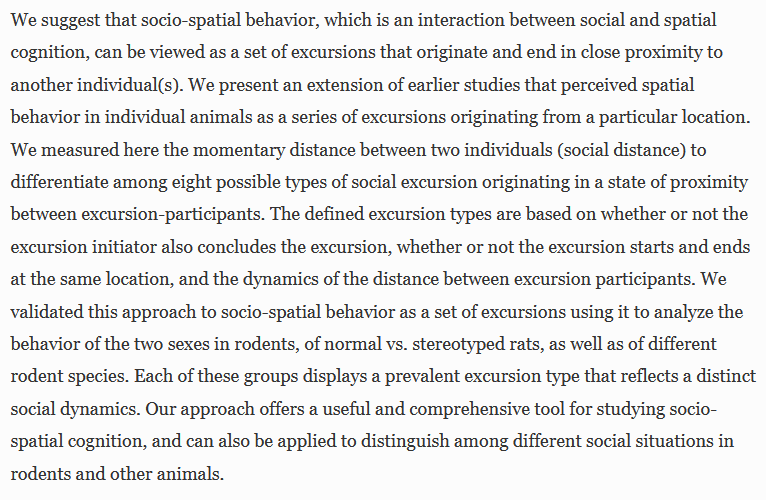 We suggest that socio-spatial behavior, which is an interaction between social and spatial
cognition, can be viewed as a set of excursions that originate and end in close proximity to
another individual(s). We present an extension of earlier studies that perceived spatial
behavior in individual animals as a series of excursions originating from a particular location.
We measured here the momentary distance between two individuals (social distance) to
differentiate among eight possible types of social excursion originating in a state of proximity
between excursion-participants. The defined excursion types are based on whether or not the
excursion initiator also concludes the excursion, whether or not the excursion starts and ends
at the same location, and the dynamics of the distance between excursion participants. We
validated this approach to socio-spatial behavior as a set of excursions using it to analyze the
behavior of the two sexes in rodents, of normal vs. stereotyped rats, as well as of different
rodent species. Each of these groups displays a prevalent excursion type that reflects a distinct
social dynamics. Our approach offers a useful and comprehensive tool for studying socio-
spatial cognition, and can also be applied to distinguish among different social situations in
rodents and other animals.